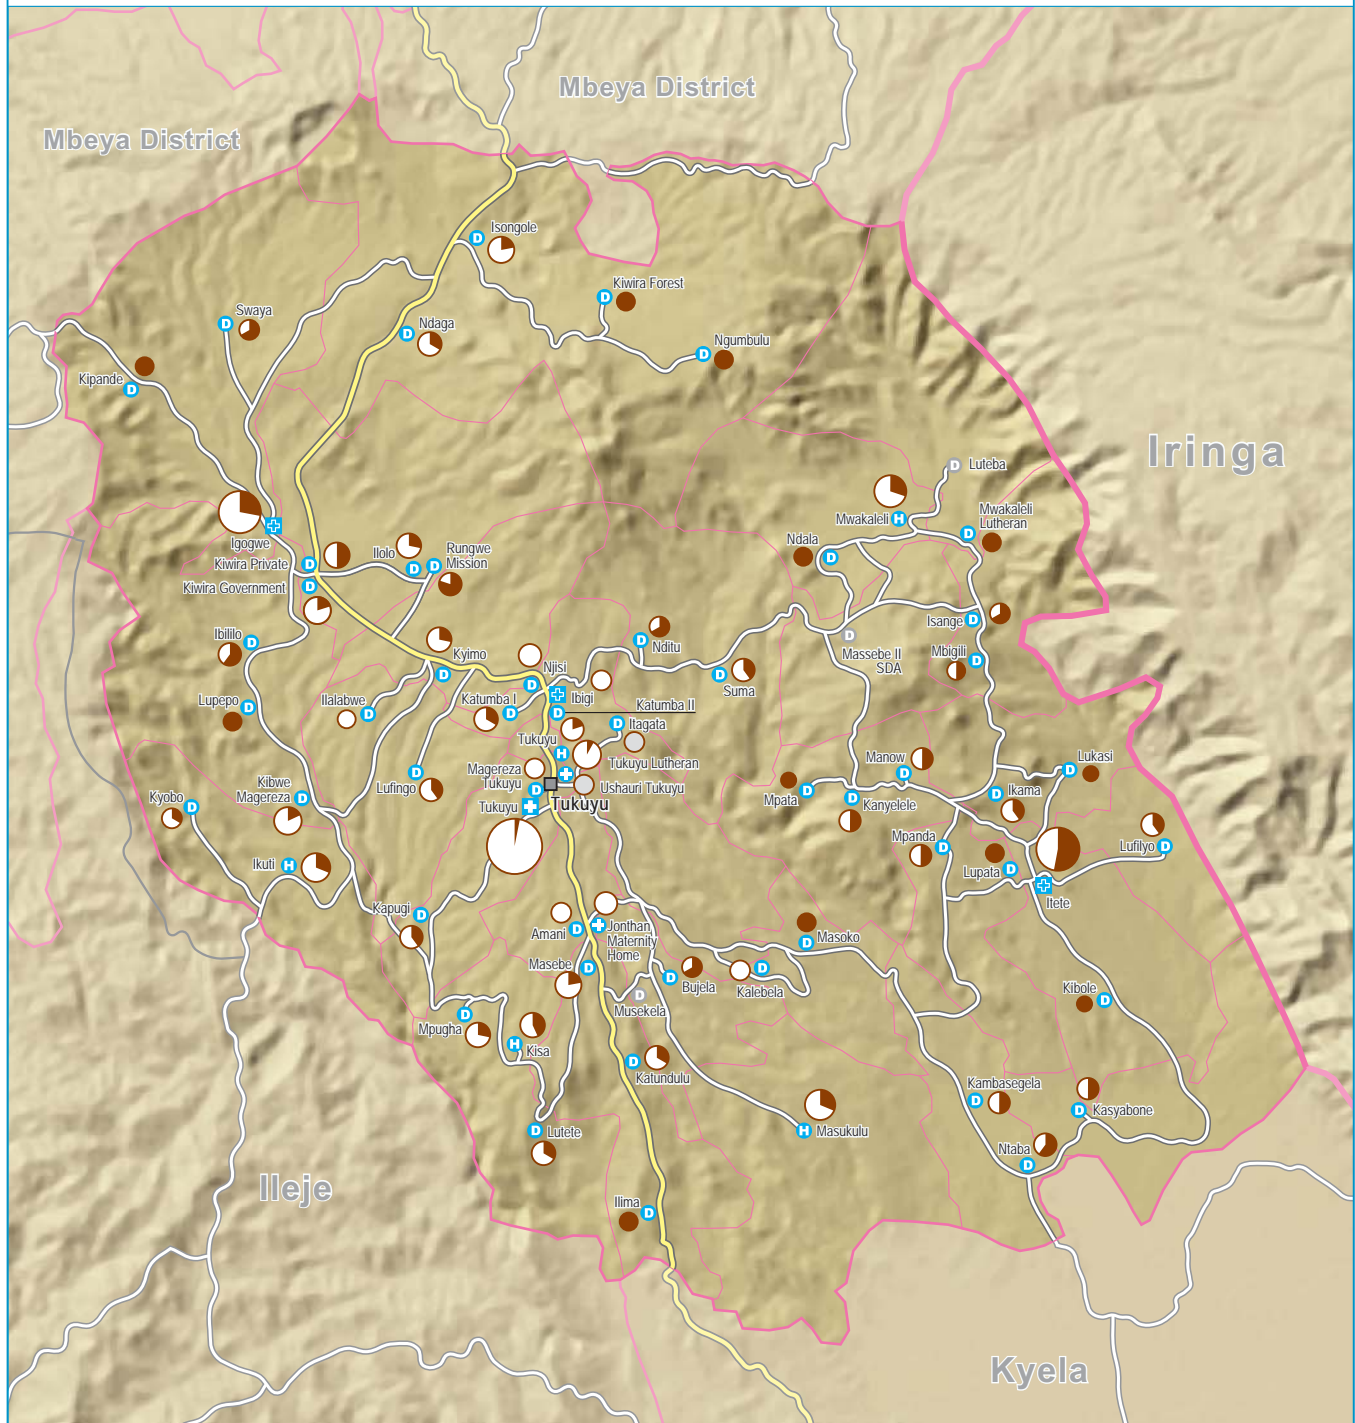 Mbeya District
Mbeya District
Isongole
D
Kiwira Forest
D
Swaya
D
Ndaga
D
Ngumbulu
D
Kipande
D
Iringa
Luteba
D
Mwakaleli
H
Mwakaleli
Lutheran
D
Igogwe
Ndala
D
Ilolo
D
Rungwe
Mission
D
Kiwira Private
D
Kiwira Government
D
Isange
D
Ibililo
D
Kyimo
D
Nditu
D
Massebe II
SDA
D
Mbigili
D
Njisi
D
Suma
D
Lupepo
D
Ilalabwe
D
Katumba I
D
Ibigi
Katumba II
D
Itagata
D
Tukuyu
H
Tukuyu Lutheran
Manow
D
Lukasi
D
Magereza
Tukuyu
D
Ushauri Tukuyu
Lufingo
D
Kibwe
Magereza
D
Kyobo
D
Tukuyu
Tukuyu
Mpata
D
Kanyelele
D
Ikama
D
Mpanda
D
Lufilyo
D
Lupata
D
Ikuti
H
Itete
Kapugi
D
Amani
D
Jonthan
Maternity
Home
Masoko
D
Masebe
D
Bujela
D
Kalebela
D
Musekela
D
Kibole
D
Mpugha
D
Kisa
H
Katundulu
D
Kambasegela
D
Kasyabone
D
Lutete
D
Masukulu
H
Ntaba
D
Ileje
Ilima
D
Kyela